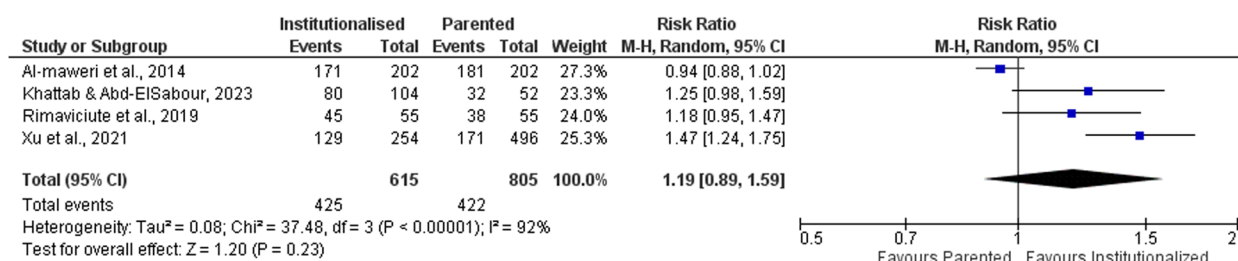 Institutionalised Parented Risk Ratio Risk Ratio
Study or Subgroup Events Total Events Total Weight M-H, Random, 95% CI M-H, Random, 95% CI
Al-maweri et al., 2014 171 202 181 202 27.3% 0.94 [0.88, 1.02]
Khattab & Abd-ElSabour, 2023 80 104 32 52 23.3% 1.25 [0.98, 1.59]
Rimaviciute et al., 2019 45 55 38 55 24.0% 1.18 [0.95, 1.47]
Xu et al., 2021 129 254 171 496 25.3% 1.47 [1.24, 1.75]
Total (95% CI) 615 805 100.0% 1.19 [0.89, 1.59]
Total events 425 422
Heterogeneity: Tau² = 0.08; Chi² = 37.48, df = 3 (P < 0.00001); I² = 92%
Test for overall effect: Z = 1.20 (P = 0.23)
0.5 0.7 1 1.5 2
Favours Parented Favours Institutionalized